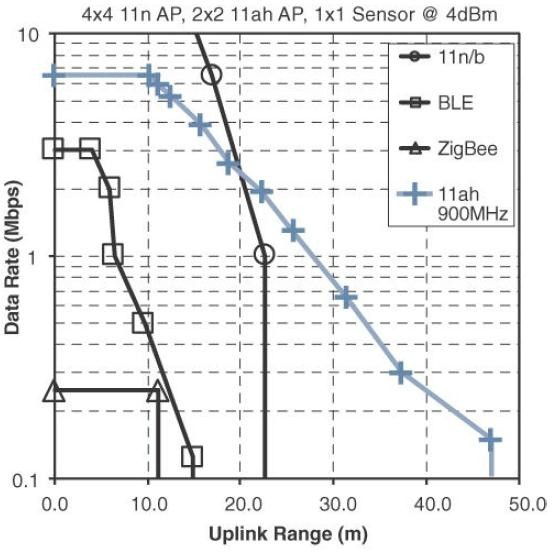 4x4 11n AP, 2x2 11ah AP, 1x1 Sensor @ 4dBm
10
1
0.1
Data Rate (Mbps)
11n/b
BLE
ZigBee
11ah
900MHz
0.0 10.0 20.0 30.0 40.0 50.0
Uplink Range (m)